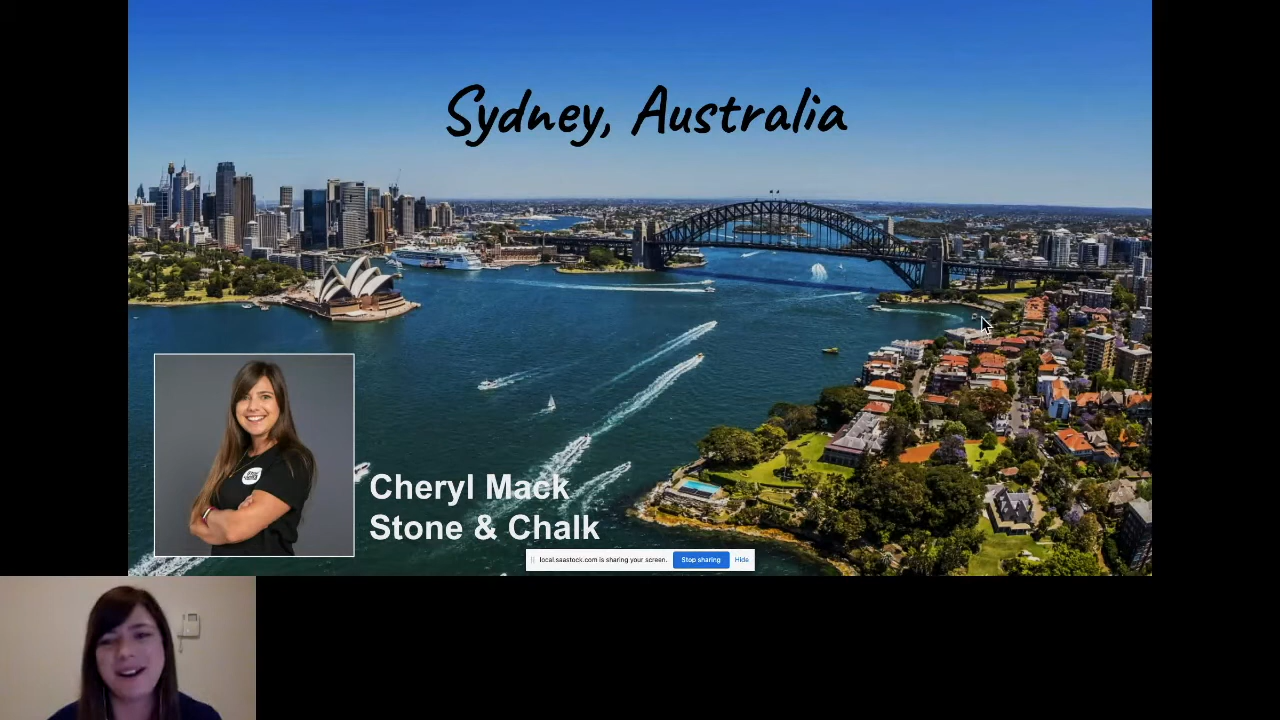 Sydney, Australia
Cheryl Mack
Stone & Chalk
local.saastock.com is sharing your screen. Stop sharing Hide